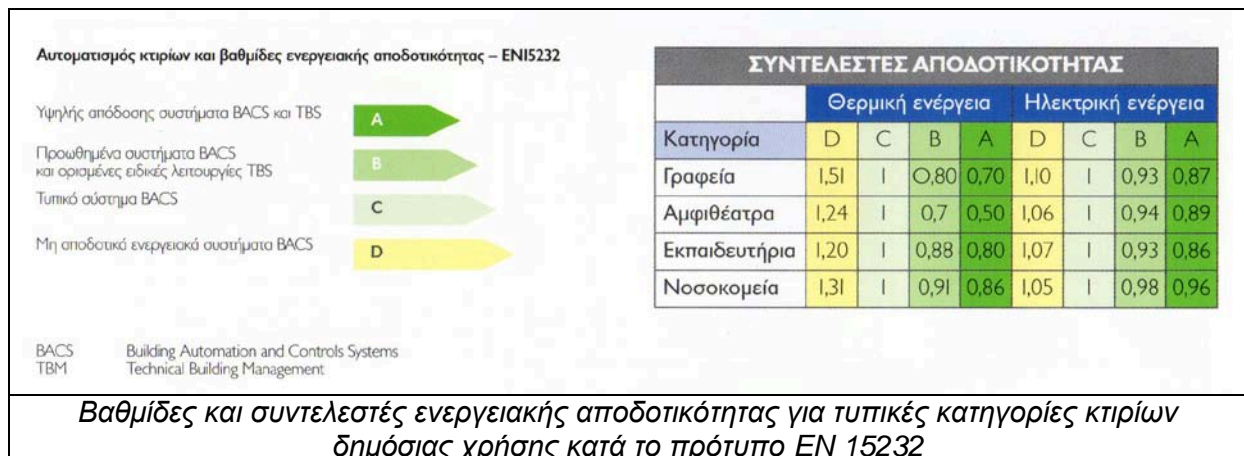 Αυτοματισμός κτιρίων και βαθμίδες ενεργειακής αποδοτικότητας – EN15232
Υψηλής απόδοσης συστήματα BACS και TBS
A
Προωθημένα συστήματα BACS
και ορισμένες ειδικές λειτουργίες TBS
B
Τυπικό σύστημα BACS
C
Μη αποδοτικά ενεργειακά συστήματα BACS
D
BACS Building Automation and Controls Systems
TBM Technical Building Management
ΣΥΝΤΕΛΕΣΤΕΣ ΑΠΟΔΟΤΙΚΟΤΗΤΑΣ
Θερμική ενέργεια Ηλεκτρική ενέργεια
Κατηγορία D C B A D C B A
Γραφεία 1,51 1 0,80 0,70 1,10 1 0,93 0,87
Αμφιθέατρα 1,24 1 0,7 0,50 1,06 1 0,94 0,89
Εκπαιδευτήρια 1,20 1 0,88 0,80 1,07 1 0,93 0,86
Νοσοκομεία 1,31 1 0,91 0,86 1,05 1 0,98 0,96
Βαθμίδες και συντελεστές ενεργειακής αποδοτικότητας για τυπικές κατηγορίες κτιρίων
δημόσιας χρήσης κατά το πρότυπο EN 15232